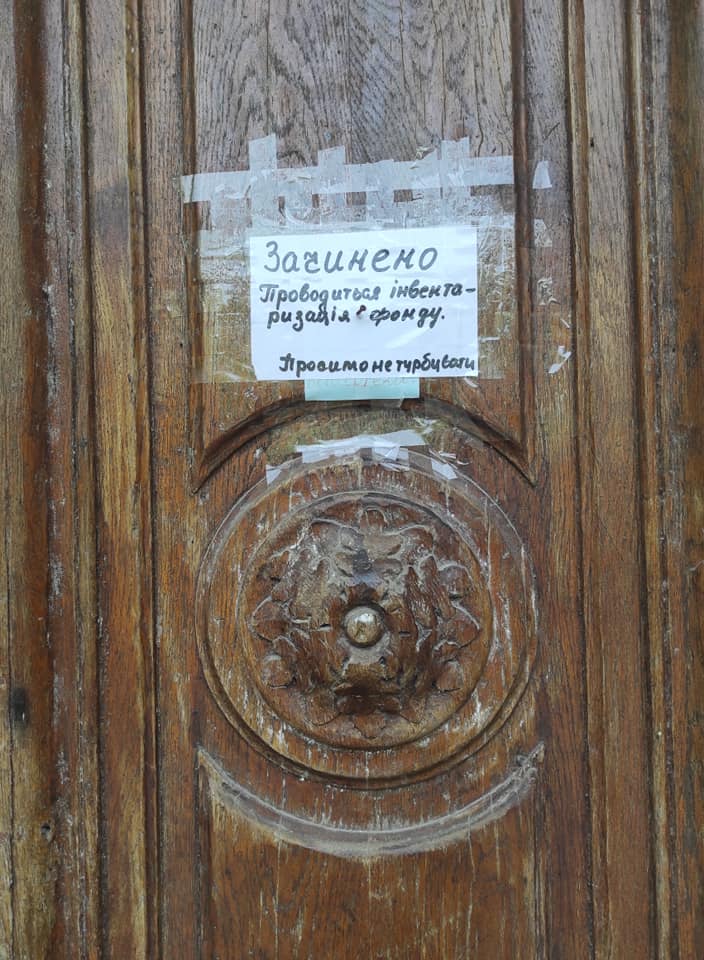 Зачинено
Проводиться інвента-
ризація фонду.
Просимо не турбувати